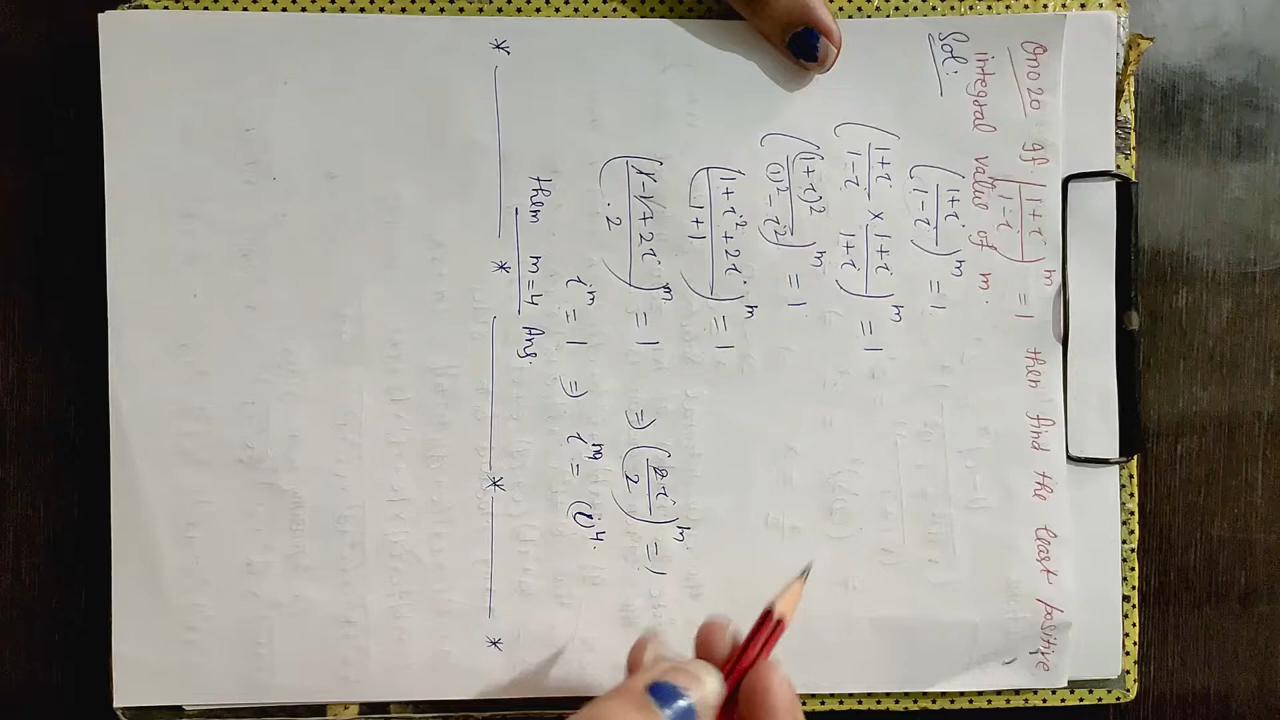 Qno 20 If ((1+i)/(1-i))^m = 1 then find the least positive
integral value of m.
Sol:
((1+i)/(1-i))^m = 1
((1+i)/(1-i) × (1+i)/(1+i))^m = 1
((1+i)²/((1)²-i²))^m = 1
((1+i²+2i)/(1+1))^m = 1
((1-1+2i)/2)^m = 1 ⇒ (2i/2)^m = 1
i^m = 1 ⇒ i^m = (i)^4.
then m=4 Ans.
* * * *